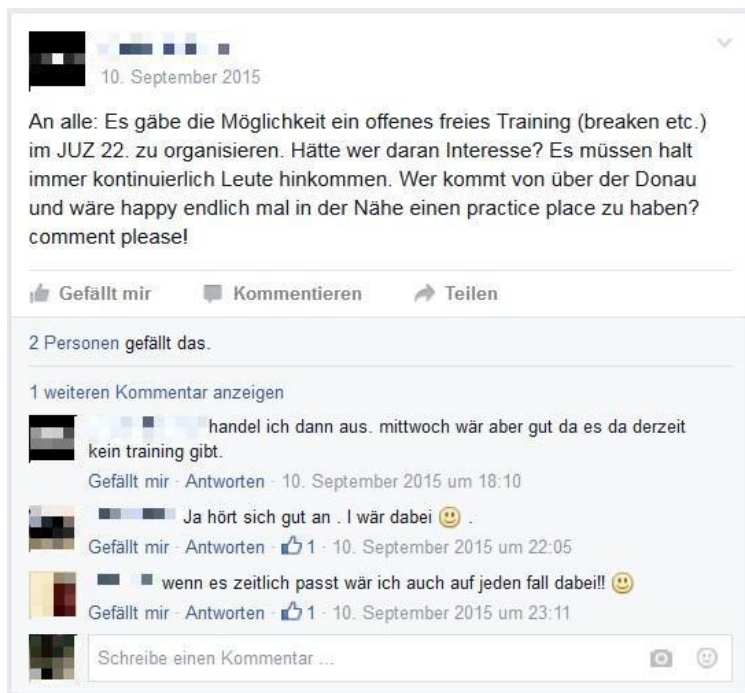 10. September 2015
An alle: Es gäbe die Möglichkeit ein offenes freies Training (breaken etc.)
im JUZ 22. zu organisieren. Hätte wer daran Interesse? Es müssen halt
immer kontinuierlich Leute hinkommen. Wer kommt von über der Donau
und wäre happy endlich mal in der Nähe einen practice place zu haben?
comment please!
Gefällt mir Kommentieren Teilen
2 Personen gefällt das.
1 weiteren Kommentar anzeigen
handel ich dann aus. mittwoch wär aber gut da es da derzeit
kein training gibt.
Gefällt mir · Antworten · 10. September 2015 um 18:10
Ja hört sich gut an . I wär dabei 🙂 .
Gefällt mir · Antworten · 1 · 10. September 2015 um 22:05
wenn es zeitlich passt wär ich auch auf jeden fall dabei!! 🙂
Gefällt mir · Antworten · 1 · 10. September 2015 um 23:11
Schreibe einen Kommentar ...